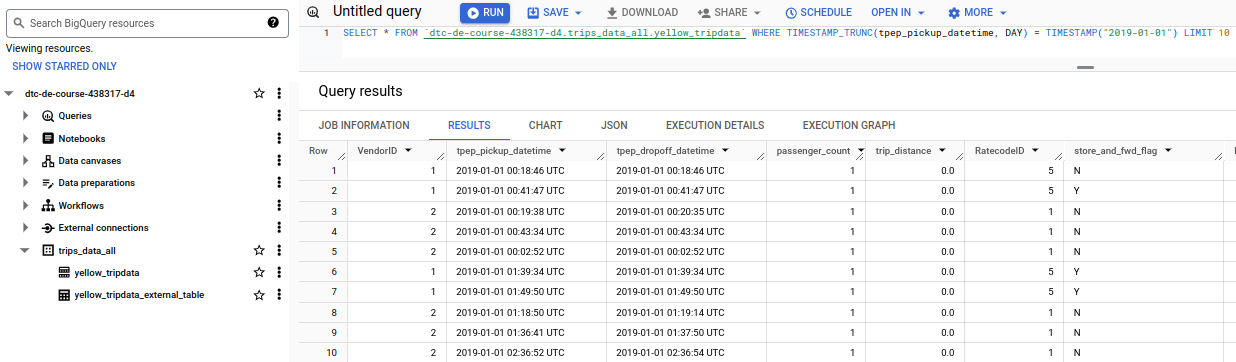 Search BigQuery resources
Viewing resources.
SHOW STARRED ONLY
dtc-de-course-438317-d4
Queries
Notebooks
Data canvases
Data preparations
Workflows
External connections
trips_data_all
yellow_tripdata
yellow_tripdata_external_table
Untitled query RUN SAVE DOWNLOAD SHARE SCHEDULE OPEN IN MORE
1 SELECT * FROM `dtc-de-course-438317-d4.trips_data_all.yellow_tripdata` WHERE TIMESTAMP_TRUNC(tpep_pickup_datetime, DAY) = TIMESTAMP("2019-01-01") LIMIT 10
Query results
JOB INFORMATION RESULTS CHART JSON EXECUTION DETAILS EXECUTION GRAPH
Row VendorID tpep_pickup_datetime tpep_dropoff_datetime passenger_count trip_distance RatecodeID store_and_fwd_flag
1 1 2019-01-01 00:18:46 UTC 2019-01-01 00:18:46 UTC 1 0.0 5 N
2 1 2019-01-01 00:41:47 UTC 2019-01-01 00:41:47 UTC 1 0.0 5 Y
3 2 2019-01-01 00:19:38 UTC 2019-01-01 00:20:35 UTC 1 0.0 1 N
4 2 2019-01-01 00:43:34 UTC 2019-01-01 00:43:34 UTC 1 0.0 1 N
5 2 2019-01-01 00:02:52 UTC 2019-01-01 00:02:52 UTC 1 0.0 1 N
6 1 2019-01-01 01:39:34 UTC 2019-01-01 01:39:34 UTC 1 0.0 5 Y
7 1 2019-01-01 01:49:50 UTC 2019-01-01 01:49:50 UTC 1 0.0 5 Y
8 2 2019-01-01 01:18:50 UTC 2019-01-01 01:19:14 UTC 1 0.0 1 N
9 2 2019-01-01 01:36:41 UTC 2019-01-01 01:37:50 UTC 1 0.0 1 N
10 2 2019-01-01 02:36:52 UTC 2019-01-01 02:36:54 UTC 1 0.0 1 N